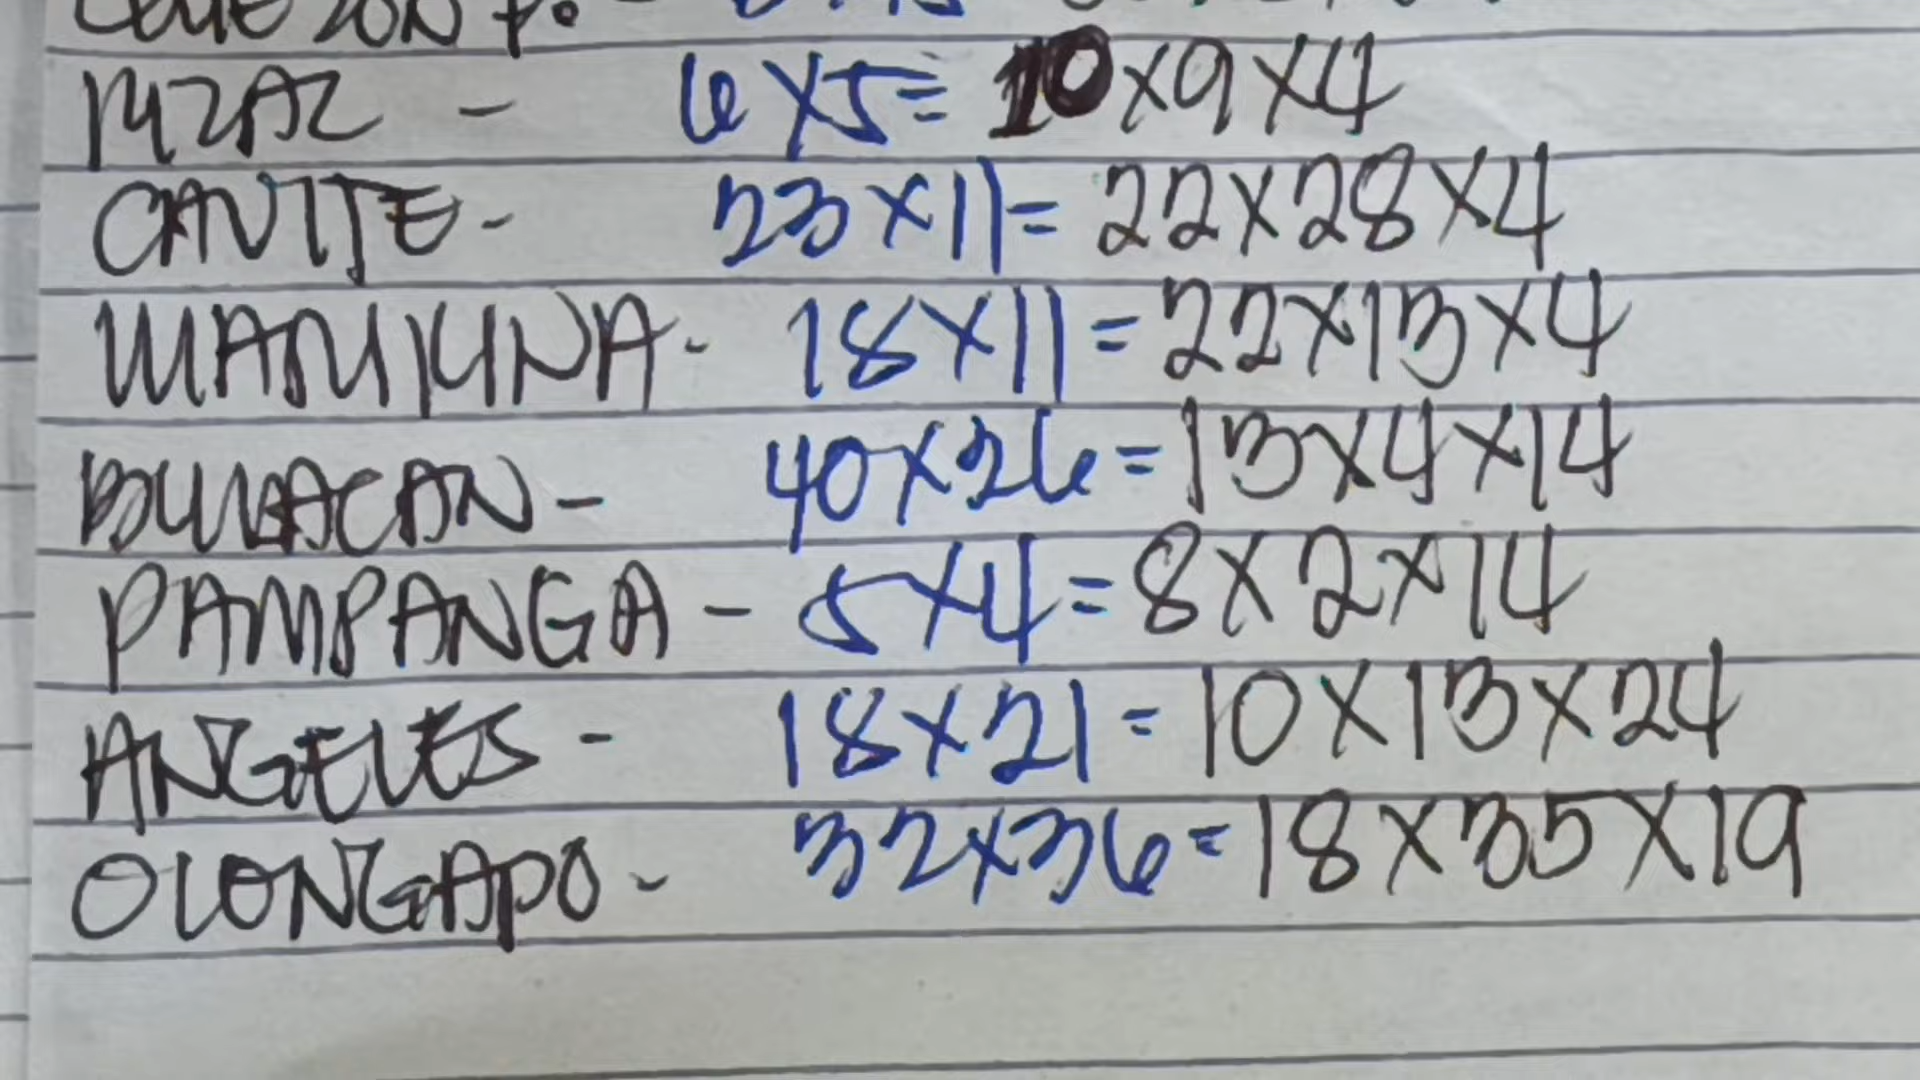 RIZAL - 6X5= 10X9X4
CAVITE - 23X11= 22X28X4
MARIKINA - 18X11= 22X13X4
BULACAN - 40X26= 13X4X14
PAMPANGA - 5X4= 8X2X14
ANGELES - 18X21= 10X13X24
OLONGAPO - 32X36= 18X35X19